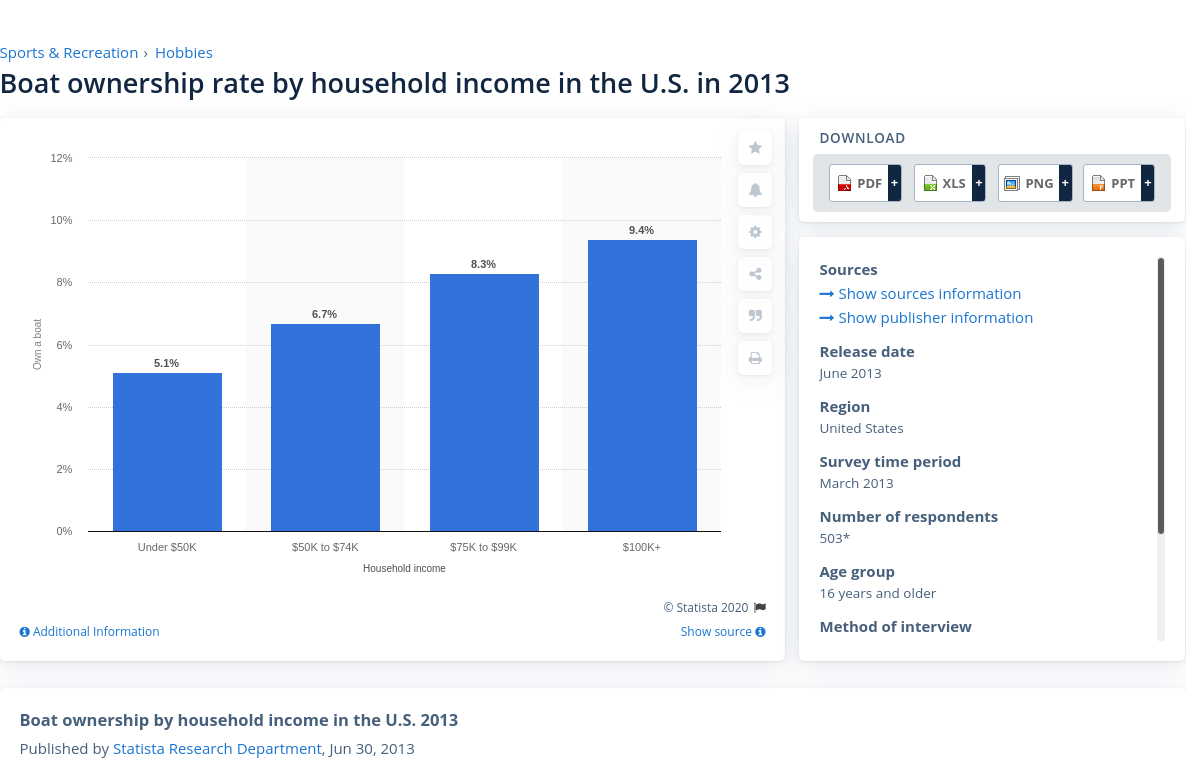 Sports & Recreation › Hobbies
Boat ownership rate by household income in the U.S. in 2013
12%
10%
8%
6%
4%
2%
0%
Own a boat
5.1%
6.7%
8.3%
9.4%
Under $50K
$50K to $74K
$75K to $99K
$100K+
Household income
© Statista 2020
Additional Information
Show source
DOWNLOAD
PDF +
XLS +
PNG +
PPT +
Sources
Show sources information
Show publisher information
Release date
June 2013
Region
United States
Survey time period
March 2013
Number of respondents
503*
Age group
16 years and older
Method of interview
Boat ownership by household income in the U.S. 2013
Published by Statista Research Department, Jun 30, 2013